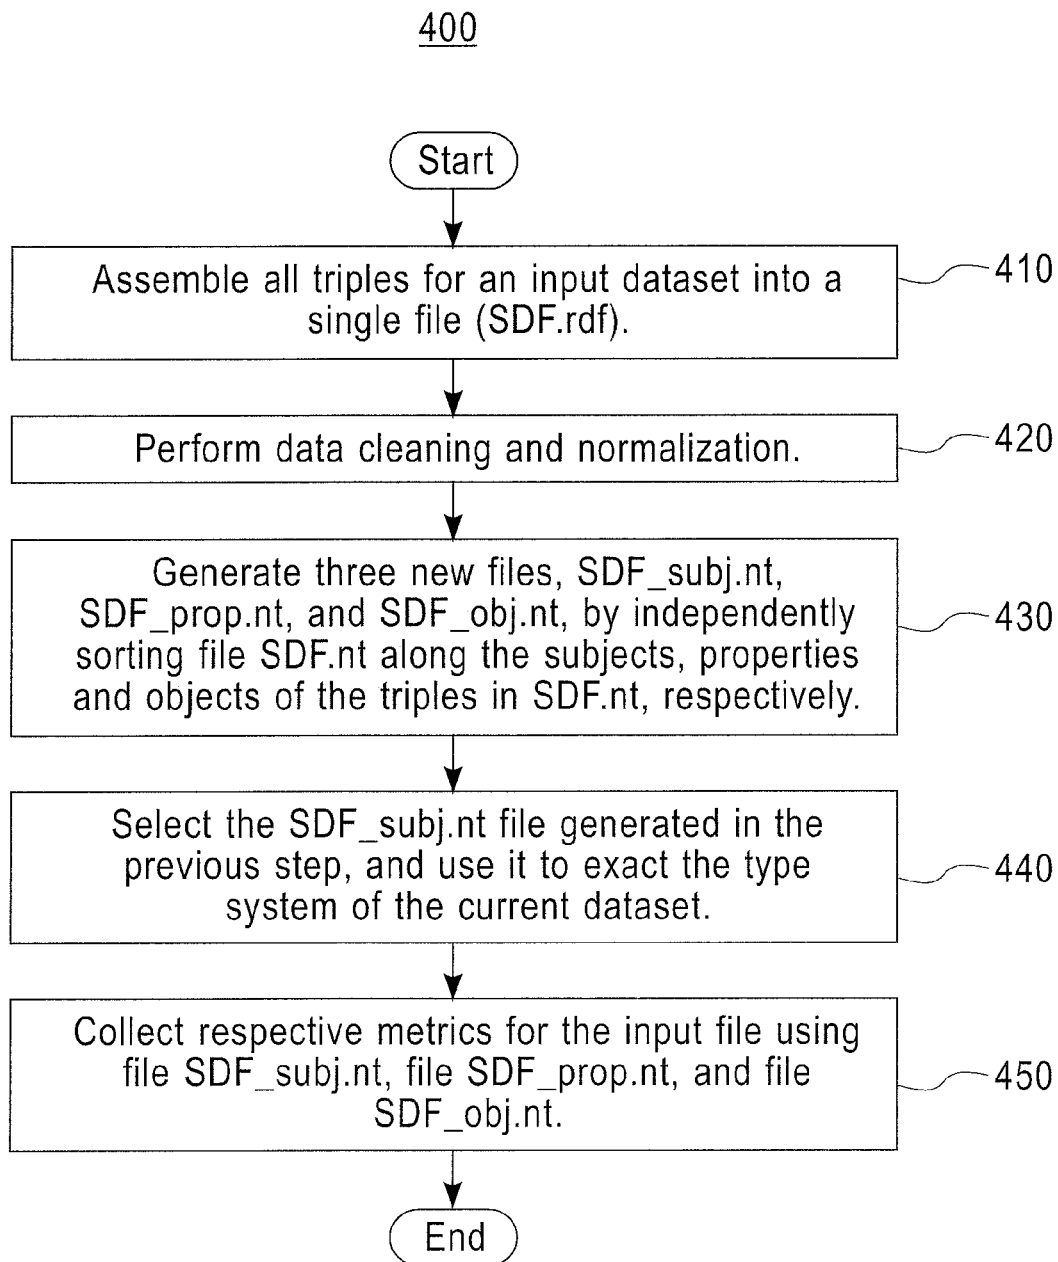 400
Start
Assemble all triples for an input dataset into a
single file (SDF.rdf).
410
Perform data cleaning and normalization.
420
Generate three new files, SDF_subj.nt,
SDF_prop.nt, and SDF_obj.nt, by independently
sorting file SDF.nt along the subjects, properties
and objects of the triples in SDF.nt, respectively.
430
Select the SDF_subj.nt file generated in the
previous step, and use it to exact the type
system of the current dataset.
440
Collect respective metrics for the input file using
file SDF_subj.nt, file SDF_prop.nt, and file
SDF_obj.nt.
450
End